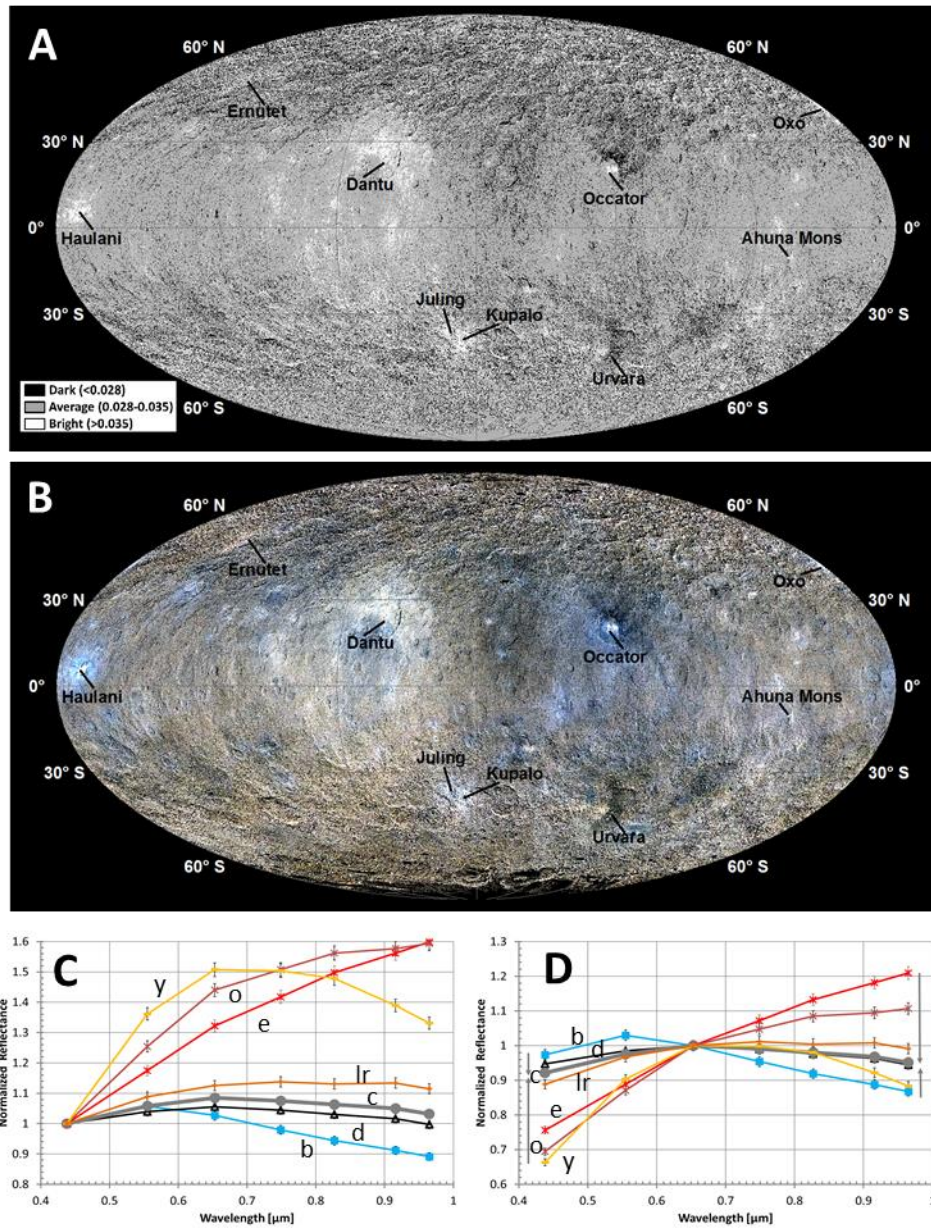 A
60° N
60° N
Ernutet
Oxo
30° N
30° N
Dantu
Occator
0°
0°
Haulani
Ahuna Mons
Juling
Kupalo
30° S
30° S
Urvara
Dark (<0.028)
Average (0.028-0.035)
Bright (>0.035)
60° S
60° S
B
60° N
60° N
Ernutet
Oxo
30° N
30° N
Dantu
Occator
Haulani
0°
0°
Ahuna Mons
Juling
Kupalo
30° S
30° S
Urvara
60° S
60° S
C
Normalized Reflectance
1.6
1.5
1.4
1.3
1.2
1.1
1
0.9
0.8
y
o
e
lr
c
d
b
0.4 0.5 0.6 0.7 0.8 0.9 1
Wavelength [µm]
D
Normalized Reflectance
1.3
1.2
1.1
1
0.9
0.8
0.7
0.6
b
d
c
lr
e
o
y
0.4 0.5 0.6 0.7 0.8 0.9 1
Wavelength [µm]